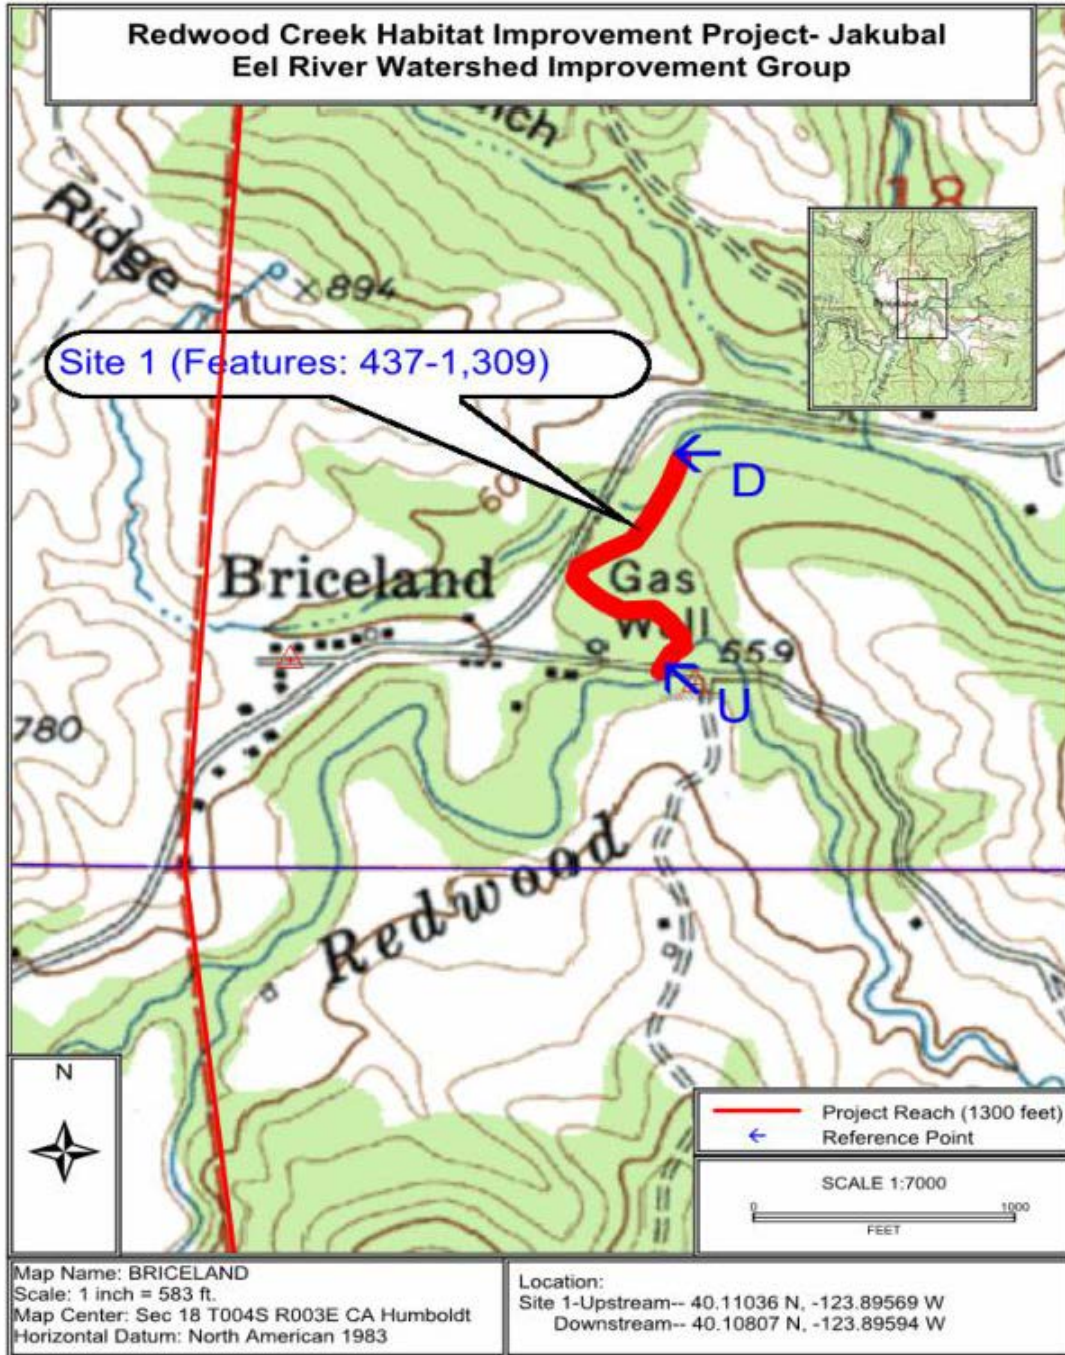 Redwood Creek Habitat Improvement Project- Jakubal
Eel River Watershed Improvement Group
18
Ridge
894
Site 1 (Features: 437-1,309)
Briceland
D
60
Briceland
Gas
Well
559
U
780
Redwood
N
Project Reach (1300 feet)
Reference Point
SCALE 1:7000
0 1000
FEET
Map Name: BRICELAND
Scale: 1 inch = 583 ft.
Map Center: Sec 18 T004S R003E CA Humboldt
Horizontal Datum: North American 1983
Location:
Site 1-Upstream-- 40.11036 N, -123.89569 W
Downstream-- 40.10807 N, -123.89594 W